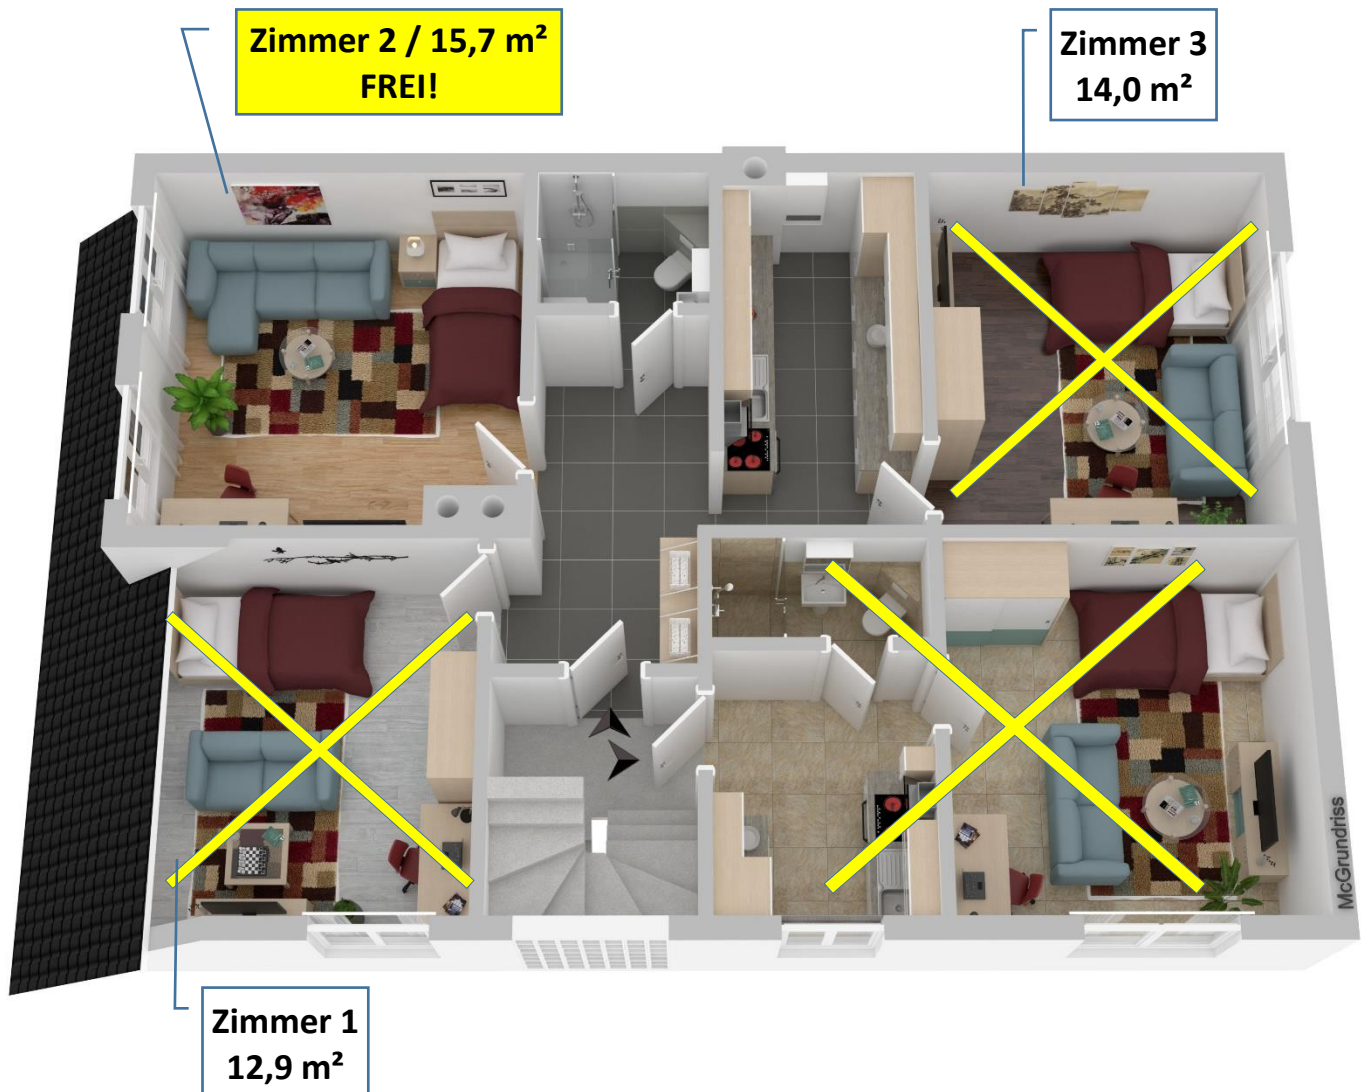 Zimmer 2 / 15,7 m²
FREI!
Zimmer 3
14,0 m²
McGrundriss
Zimmer 1
12,9 m²